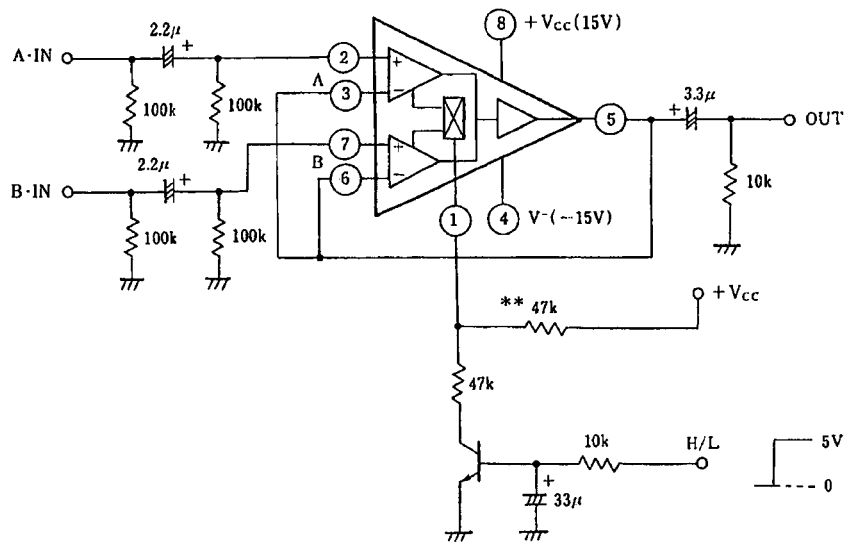 8 +Vcc(15V)
2.2μ +
A·IN
2 +
3.3μ
A
3 −
+
5
OUT
100k
100k
2.2μ
7 +
B
+
6 −
10k
B·IN
1
4 V⁻(−15V)
100k
100k
+Vcc
** 47k
47k
10k
H/L
5V
0
+
33μ